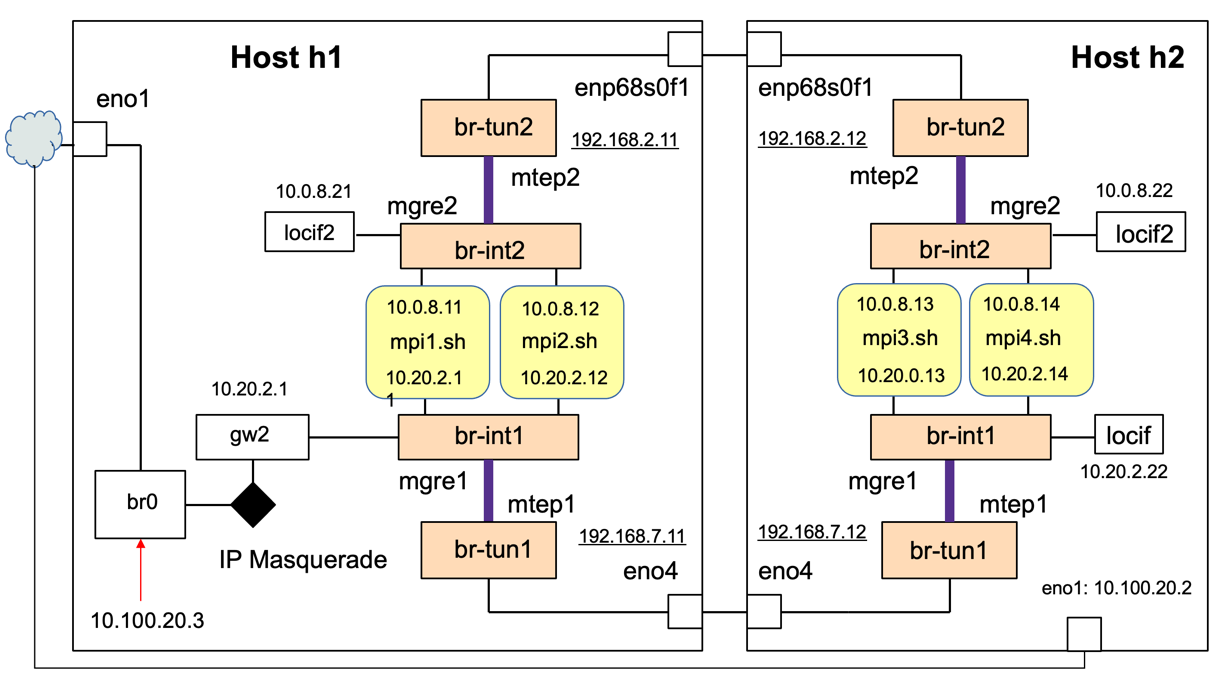 Host h1
Host h2
eno1
enp68s0f1
enp68s0f1
br-tun2
br-tun2
192.168.2.11
192.168.2.12
mtep2
mtep2
10.0.8.21
10.0.8.22
mgre2
mgre2
locif2
locif2
br-int2
br-int2
10.0.8.11
mpi1.sh
10.20.2.1
1
10.0.8.12
mpi2.sh
10.20.2.12
10.0.8.13
mpi3.sh
10.20.0.13
10.0.8.14
mpi4.sh
10.20.2.14
10.20.2.1
gw2
br-int1
br-int1
locif
10.20.2.22
mgre1
mgre1
br0
mtep1
mtep1
IP Masquerade
br-tun1
192.168.7.11
192.168.7.12
br-tun1
eno4
eno4
eno1: 10.100.20.2
10.100.20.3